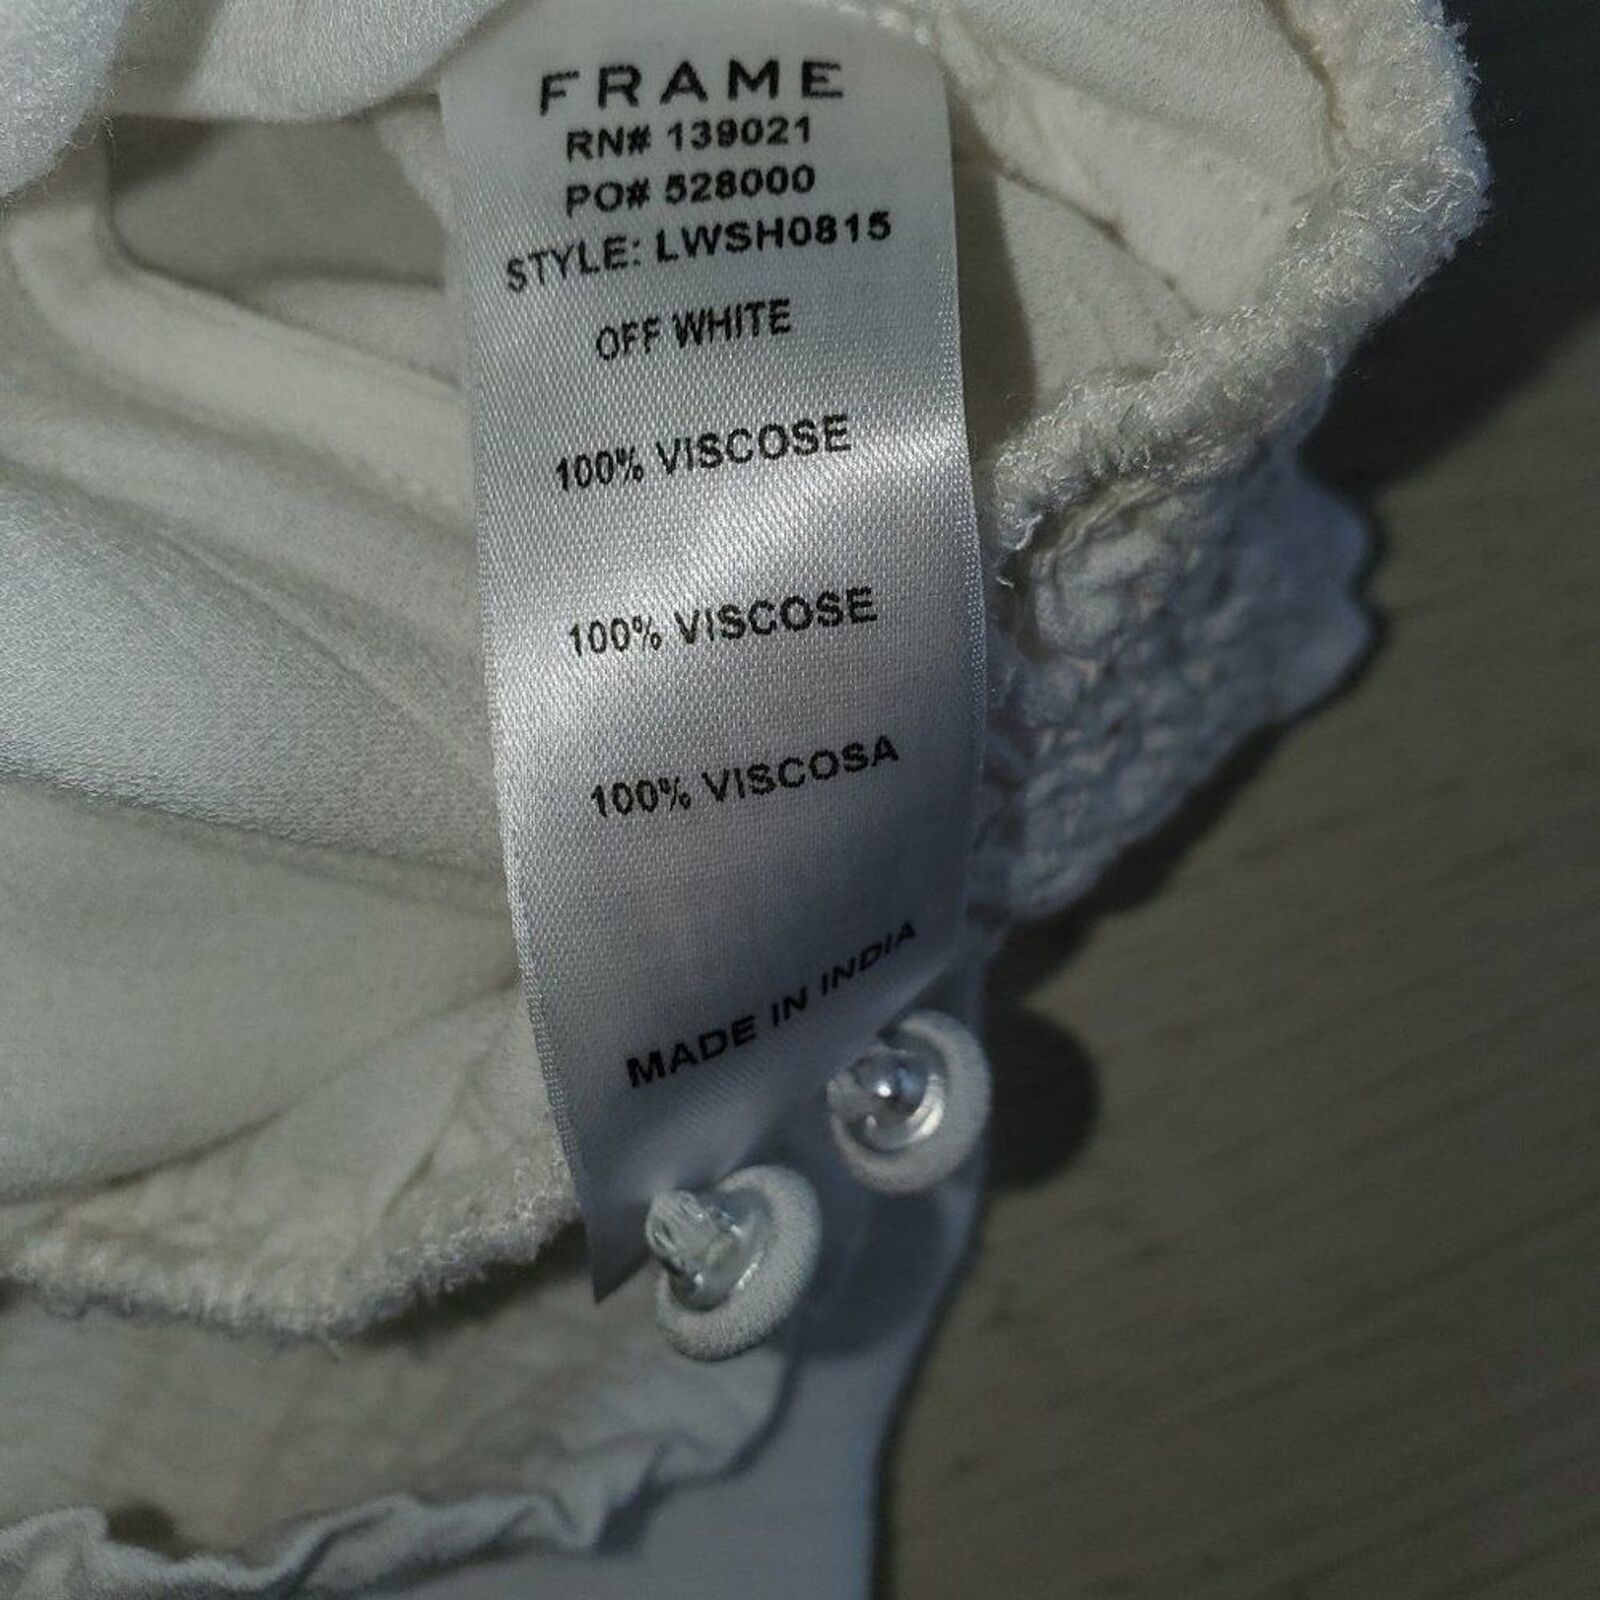 FRAME
RN# 139021
PO# 528000
STYLE: LWSH0815
OFF WHITE
100% VISCOSE
100% VISCOSE
100% VISCOSA
MADE IN INDIA